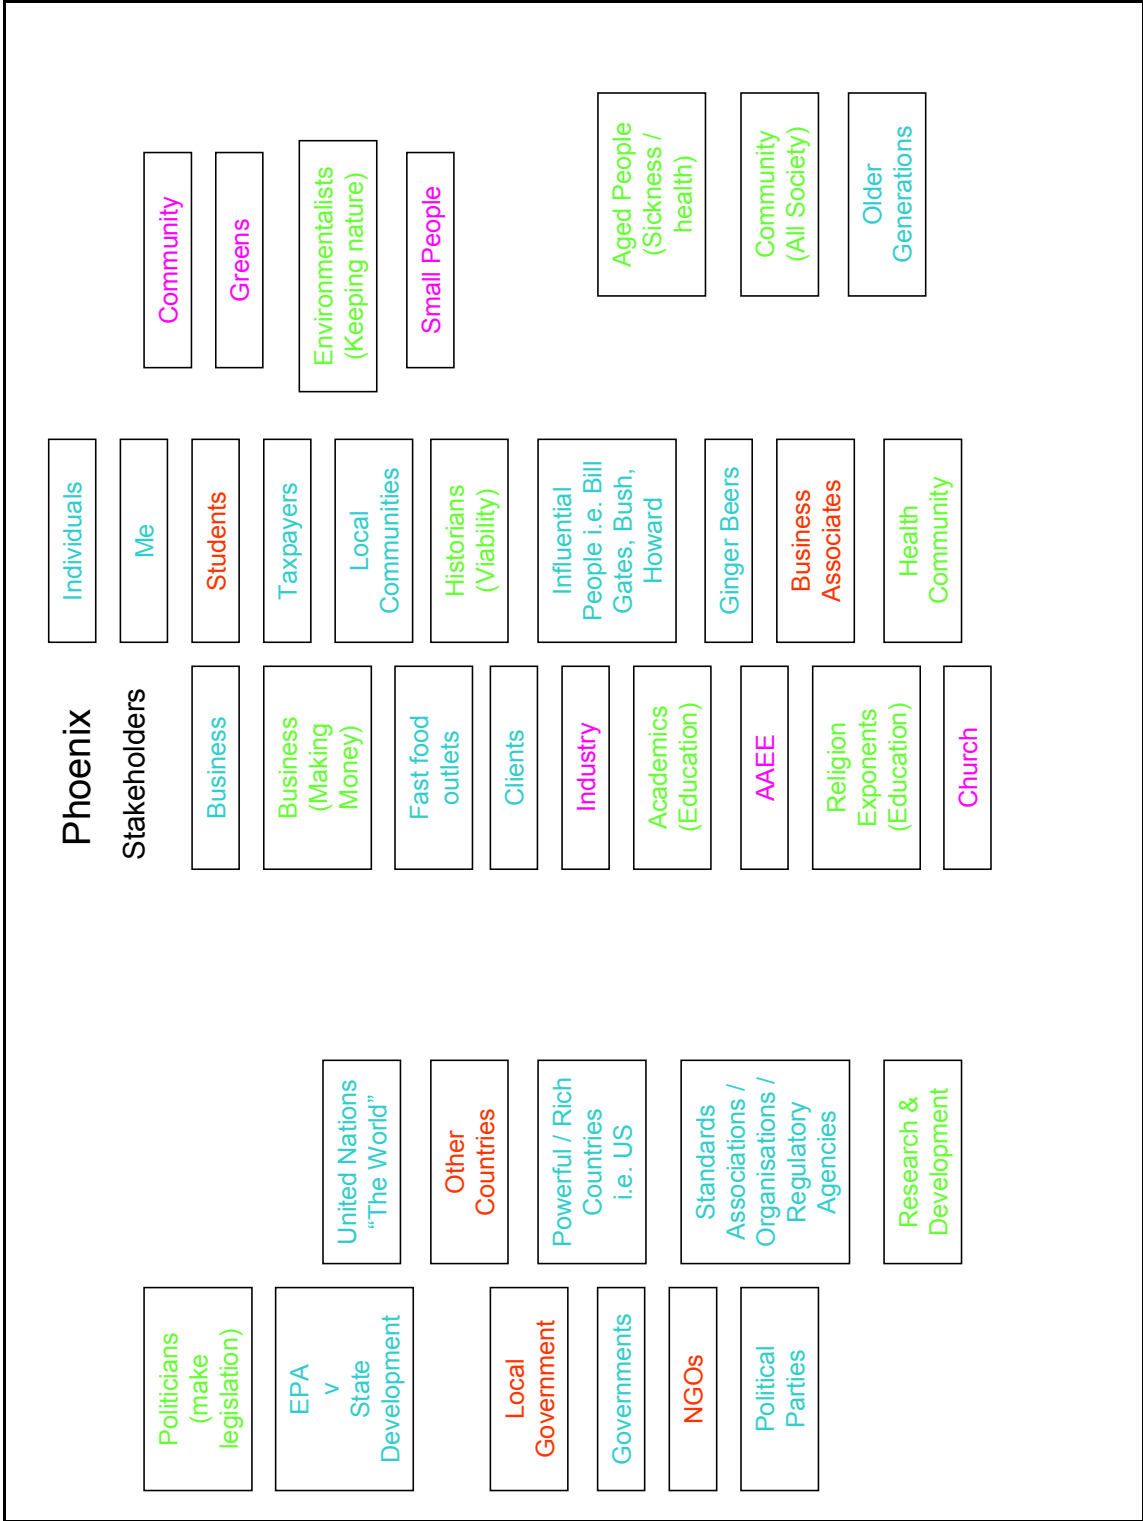 Phoenix
Stakeholders
Politicians
(make
legislation)
EPA
v
State
Development
Local
Government
Governments
NGOs
Political
Parties
United Nations
“The World”
Other
Countries
Powerful / Rich
Countries
i.e. US
Standards
Associations /
Organisations /
Regulatory
Agencies
Research &
Development
Business
Business
(Making
Money)
Fast food
outlets
Clients
Industry
Academics
(Education)
AAEE
Religion
Exponents
(Education)
Church
Individuals
Me
Students
Taxpayers
Local
Communities
Historians
(Viability)
Influential
People i.e. Bill
Gates, Bush,
Howard
Ginger Beers
Business
Associates
Health
Community
Community
Greens
Environmentalists
(Keeping nature)
Small People
Aged People
(Sickness /
health)
Community
(All Society)
Older
Generations